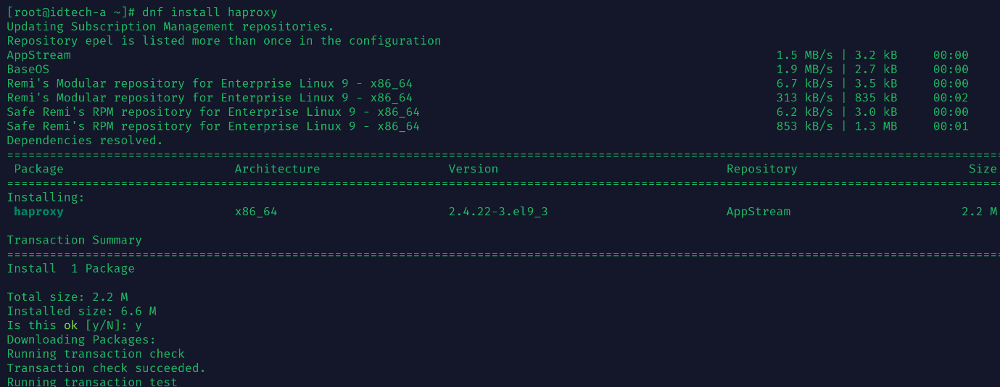 [root@idtech-a ~]# dnf install haproxy
Updating Subscription Management repositories.
Repository epel is listed more than once in the configuration
AppStream 1.5 MB/s | 3.2 kB 00:00
BaseOS 1.9 MB/s | 2.7 kB 00:00
Remi's Modular repository for Enterprise Linux 9 - x86_64 6.7 kB/s | 3.5 kB 00:00
Remi's Modular repository for Enterprise Linux 9 - x86_64 313 kB/s | 835 kB 00:02
Safe Remi's RPM repository for Enterprise Linux 9 - x86_64 6.2 kB/s | 3.0 kB 00:00
Safe Remi's RPM repository for Enterprise Linux 9 - x86_64 853 kB/s | 1.3 MB 00:01
Dependencies resolved.
================================================================================
Package Architecture Version Repository Size
================================================================================
Installing:
haproxy x86_64 2.4.22-3.el9_3 AppStream 2.2 M
Transaction Summary
================================================================================
Install 1 Package
Total size: 2.2 M
Installed size: 6.6 M
Is this ok [y/N]: y
Downloading Packages:
Running transaction check
Transaction check succeeded.
Running transaction test